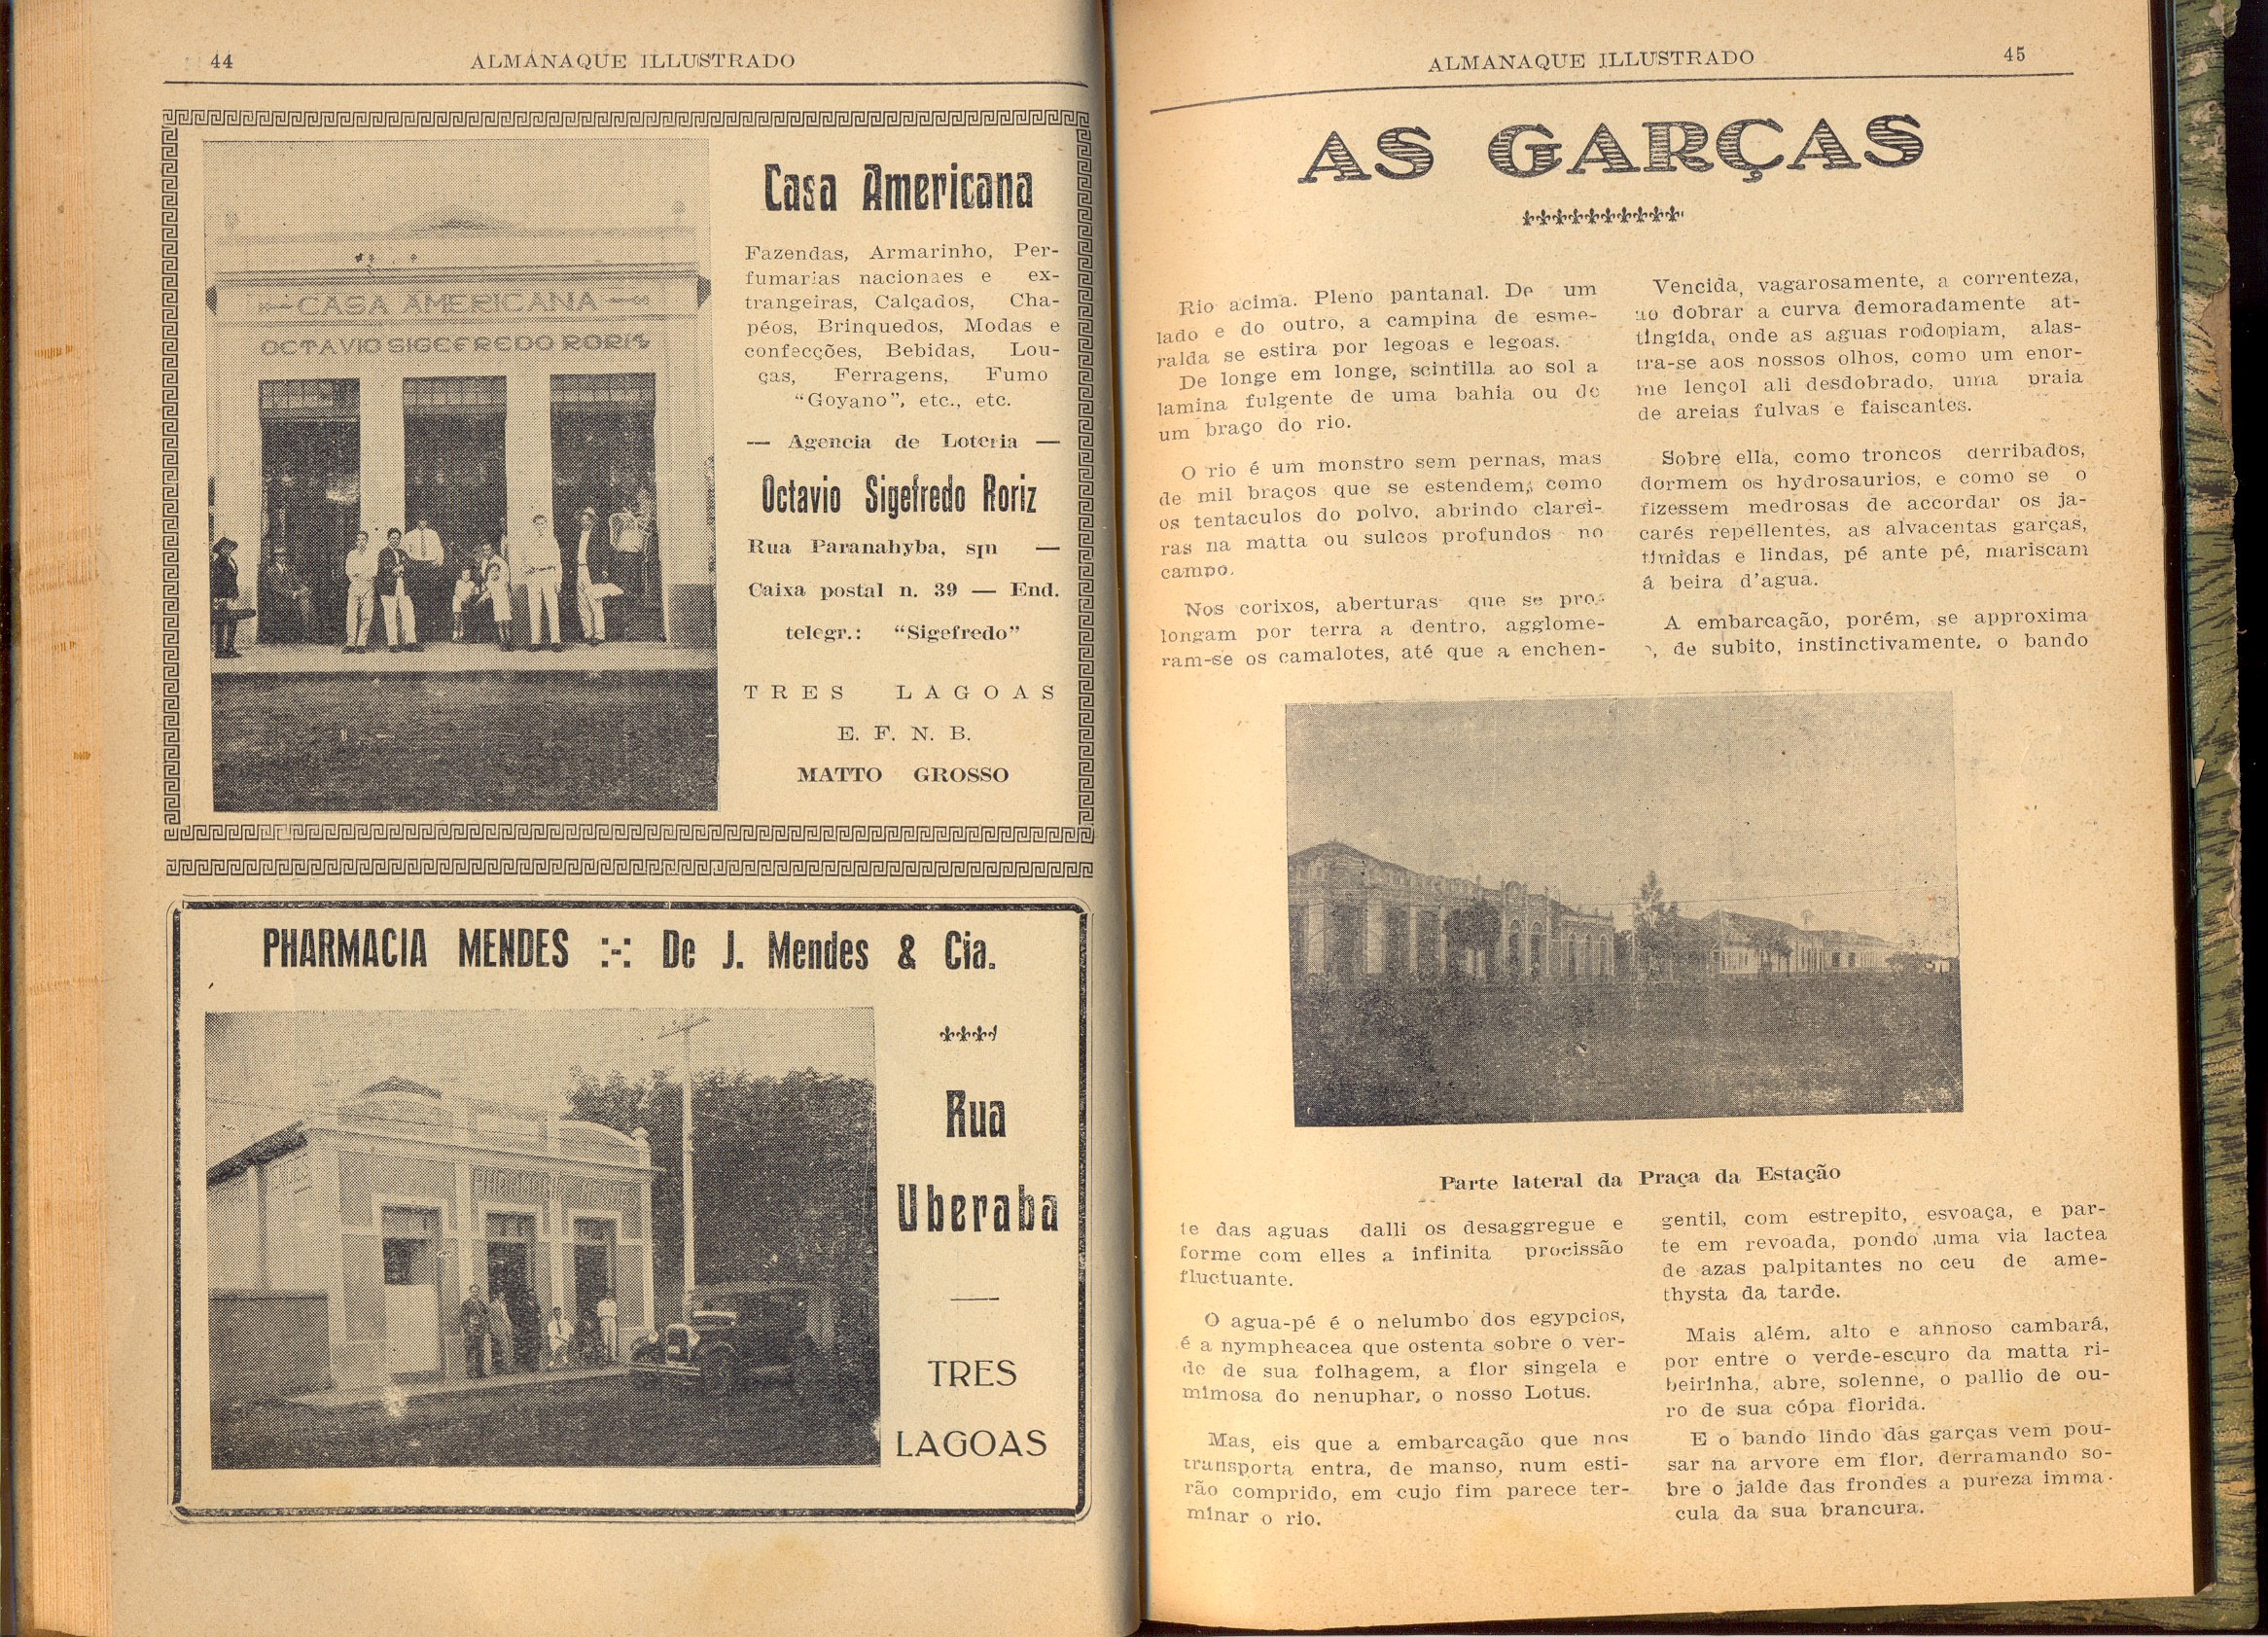 44
ALMANAQUE ILLUSTRADO
CASA AMERICANA
OCTAVIO SIGEFREDO RORIS
Casa Americana
Fazendas, Armarinho, Per-
fumarias nacionaes e ex-
trangeiras, Calçados, Cha-
péos, Brinquedos, Modas e
confecções, Bebidas, Lou-
ças, Ferragens, Fumo
“Goyano”, etc., etc.
— Agencia de Loteria —
Octavio Sigefredo Roriz
Rua Paranahyba, s|n —
Caixa postal n. 39 — End.
telegr.: “Sigefredo”
TRES LAGOAS
E. F. N. B.
MATTO GROSSO
PHARMACIA MENDES :-: De J. Mendes & Cia.
PHARMACIA MENDES
Rua
Uberaba
TRES
LAGOAS
ALMANAQUE ILLUSTRADO
45
AS GARÇAS
Rio acima. Pleno pantanal. De um
lado e do outro, a campina de esme-
ralda se estira por legoas e legoas.
De longe em longe, scintilla ao sol a
lamina fulgente de uma bahia ou de
um braço do rio.
O rio é um monstro sem pernas, mas
de mil braços que se estendem, como
os tentaculos do polvo, abrindo clarei-
ras na matta ou sulcos profundos no
campo.
Nos corixos, aberturas que se pro-
longam por terra a dentro, agglome-
ram-se os camalotes, até que a enchen-
te das aguas dalli os desaggregue e
forme com elles a infinita procissão
fluctuante.
O agua-pé é o nelumbo dos egypcios,
é a nympheacea que ostenta sobre o ver-
de de sua folhagem, a flor singela e
mimosa do nenuphar, o nosso Lotus.
Mas, eis que a embarcação que nos
transporta entra, de manso, num esti-
rão comprido, em cujo fim parece ter-
minar o rio.
Vencida, vagarosamente, a correnteza,
ao dobrar a curva demoradamente at-
tingida, onde as aguas rodopiam, alas-
tra-se aos nossos olhos, como um enor-
me lençol ali desdobrado, uma praia
de areias fulvas e faiscantes.
Sobre ella, como troncos derribados,
dormem os hydrosaurios, e como se o
fizessem medrosas de accordar os ja-
carés repellentes, as alvacentas garças,
timidas e lindas, pé ante pé, mariscam
á beira d'agua.
A embarcação, porém, se approxima
, de subito, instinctivamente, o bando
gentil, com estrepito, esvoaça, e par-
te em revoada, pondo uma via lactea
de azas palpitantes no ceu de ame-
thysta da tarde.
Mais além, alto e annoso cambará,
por entre o verde-escuro da matta ri-
beirinha, abre, solenne, o pallio de ou-
ro de sua cópa florida.
E o bando lindo das garças vem pou-
sar na arvore em flor, derramando so-
bre o jalde das frondes a pureza imma-
cula da sua brancura.
Parte lateral da Praça da Estação